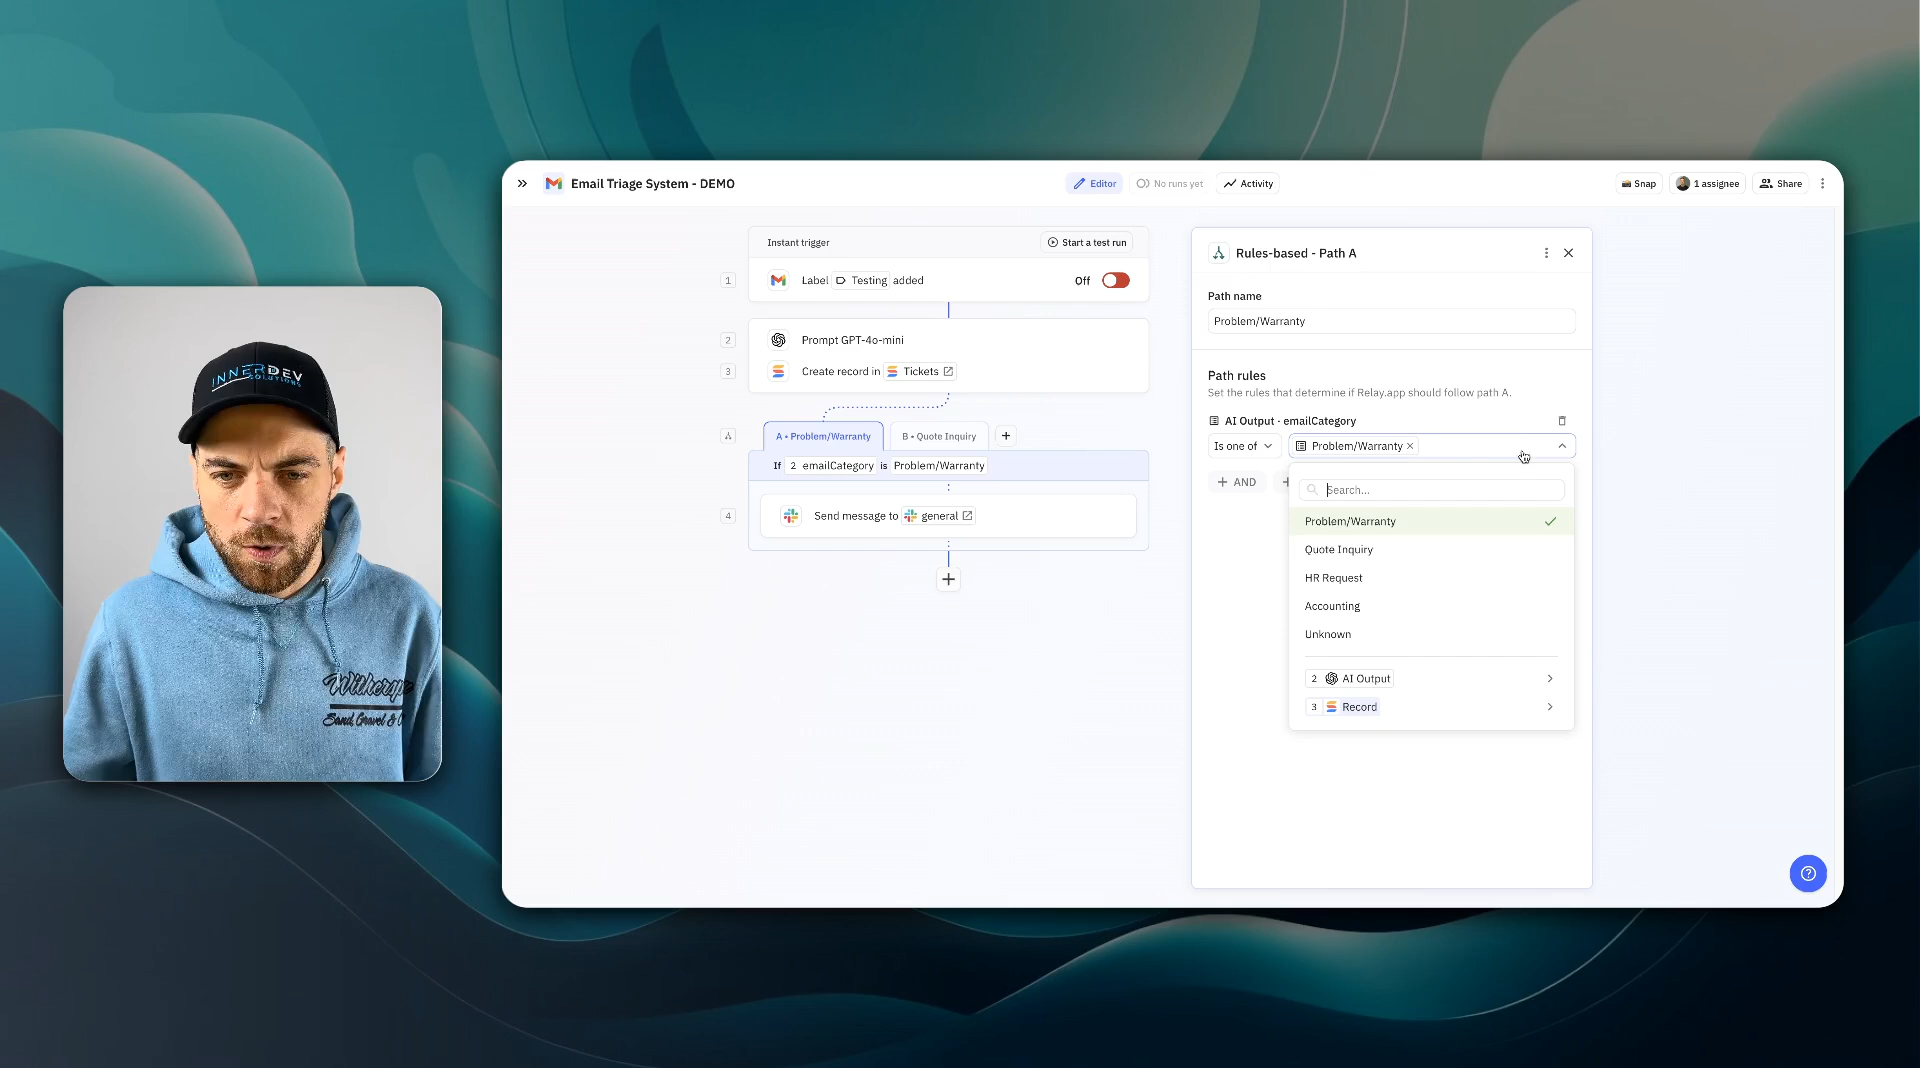 Email Triage System - DEMO
Editor
No runs yet
Activity
Snap
1 assignee
Share
Instant trigger
Start a test run
1
Label Testing added
Off
2
Prompt GPT-4o-mini
3
Create record in Tickets
A • Problem/Warranty
B • Quote Inquiry
If 2 emailCategory is Problem/Warranty
4
Send message to general
Rules-based - Path A
Path name
Problem/Warranty
Path rules
Set the rules that determine if Relay.app should follow path A.
AI Output · emailCategory
Is one of
Problem/Warranty
AND
Search...
Problem/Warranty
Quote Inquiry
HR Request
Accounting
Unknown
2 AI Output
3 Record
INNERDEV
SOLUTIONS
Sand, Gravel &